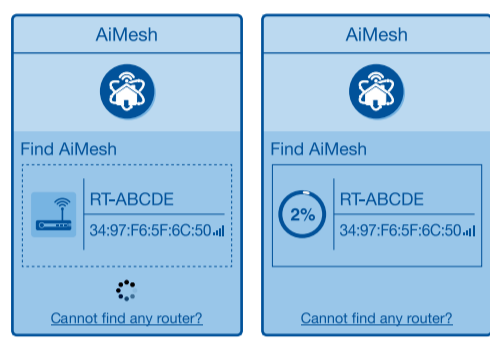 AiMesh
Find AiMesh
RT-ABCDE
34:97:F6:5F:6C:50
Cannot find any router?
AiMesh
Find AiMesh
2%
RT-ABCDE
34:97:F6:5F:6C:50
Cannot find any router?